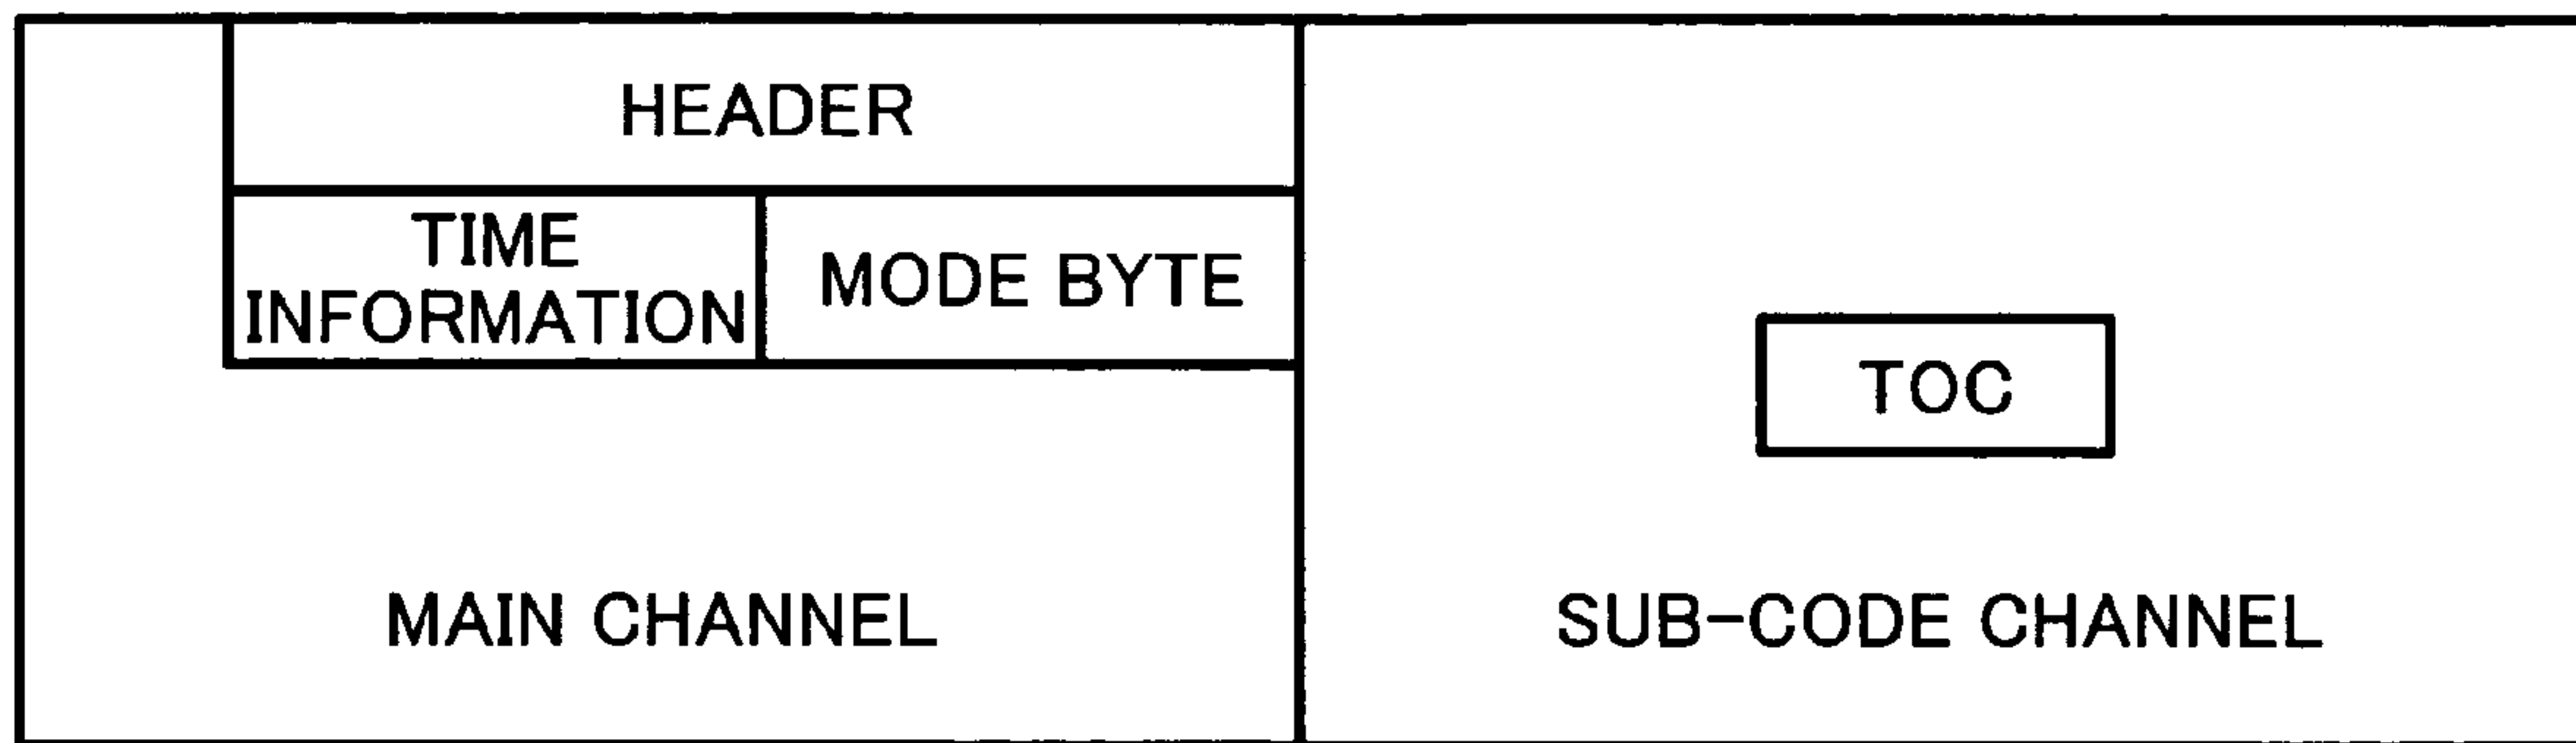 HEADER
TIME
INFORMATION
MODE BYTE
TOC
MAIN CHANNEL
SUB-CODE CHANNEL